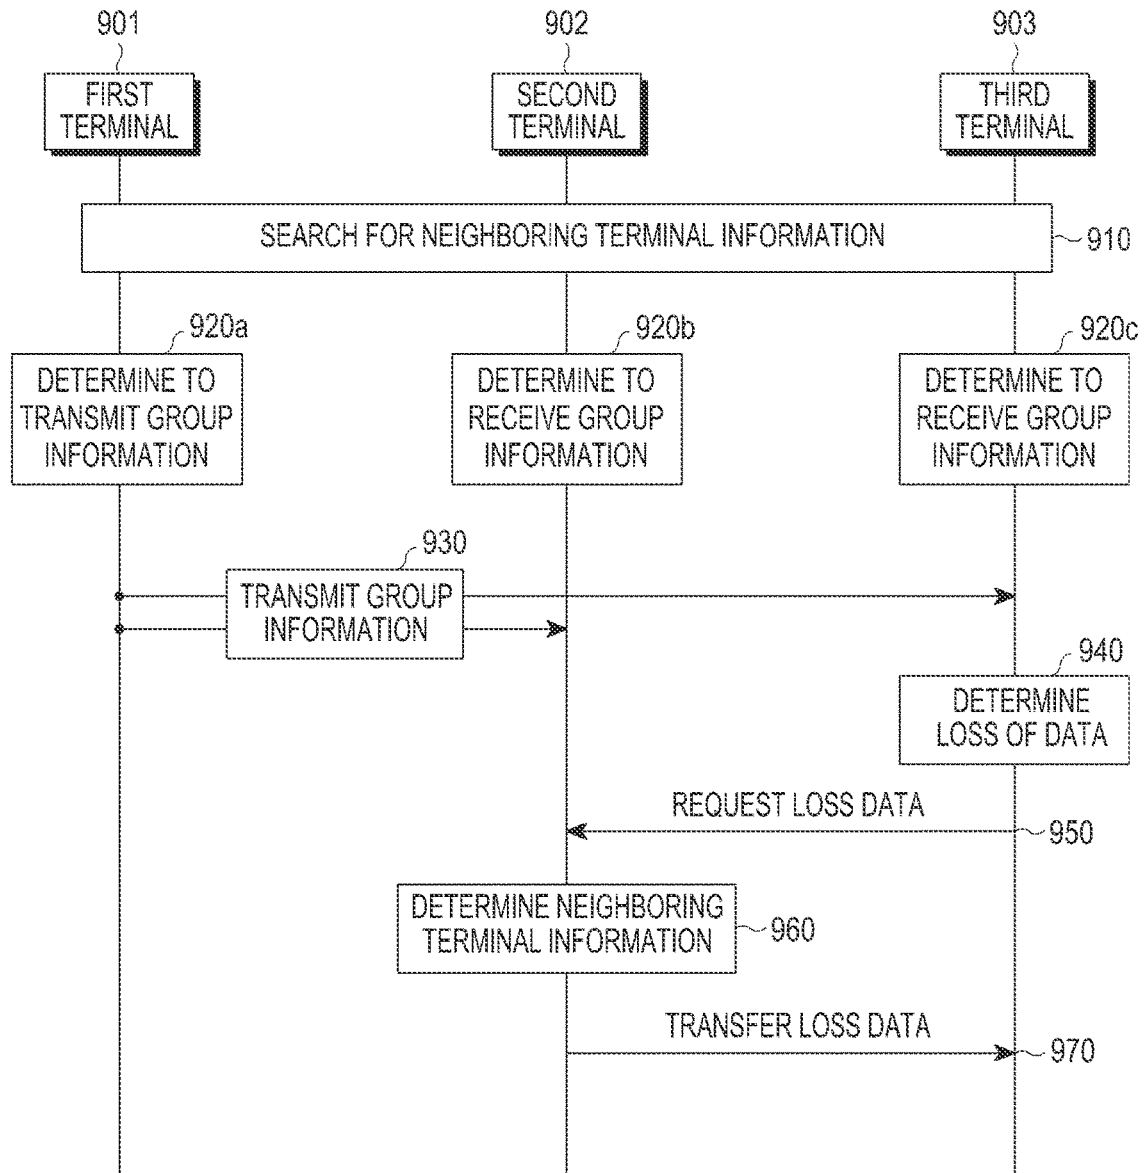 901
902
903
FIRST
TERMINAL
SECOND
TERMINAL
THIRD
TERMINAL
SEARCH FOR NEIGHBORING TERMINAL INFORMATION
910
920a
920b
920c
DETERMINE TO
TRANSMIT GROUP
INFORMATION
DETERMINE TO
RECEIVE GROUP
INFORMATION
DETERMINE TO
RECEIVE GROUP
INFORMATION
930
TRANSMIT GROUP
INFORMATION
940
DETERMINE
LOSS OF DATA
REQUEST LOSS DATA
950
DETERMINE NEIGHBORING
TERMINAL INFORMATION
960
TRANSFER LOSS DATA
970